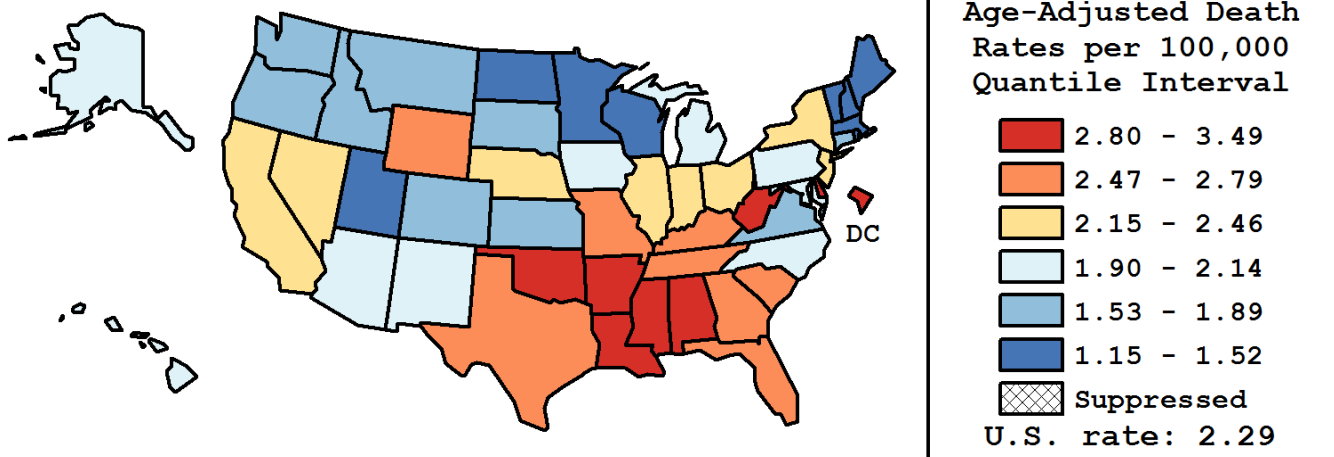 Age-Adjusted Death
Rates per 100,000
Quantile Interval
2.80 - 3.49
2.47 - 2.79
2.15 - 2.46
1.90 - 2.14
1.53 - 1.89
1.15 - 1.52
Suppressed
U.S. rate: 2.29
DC